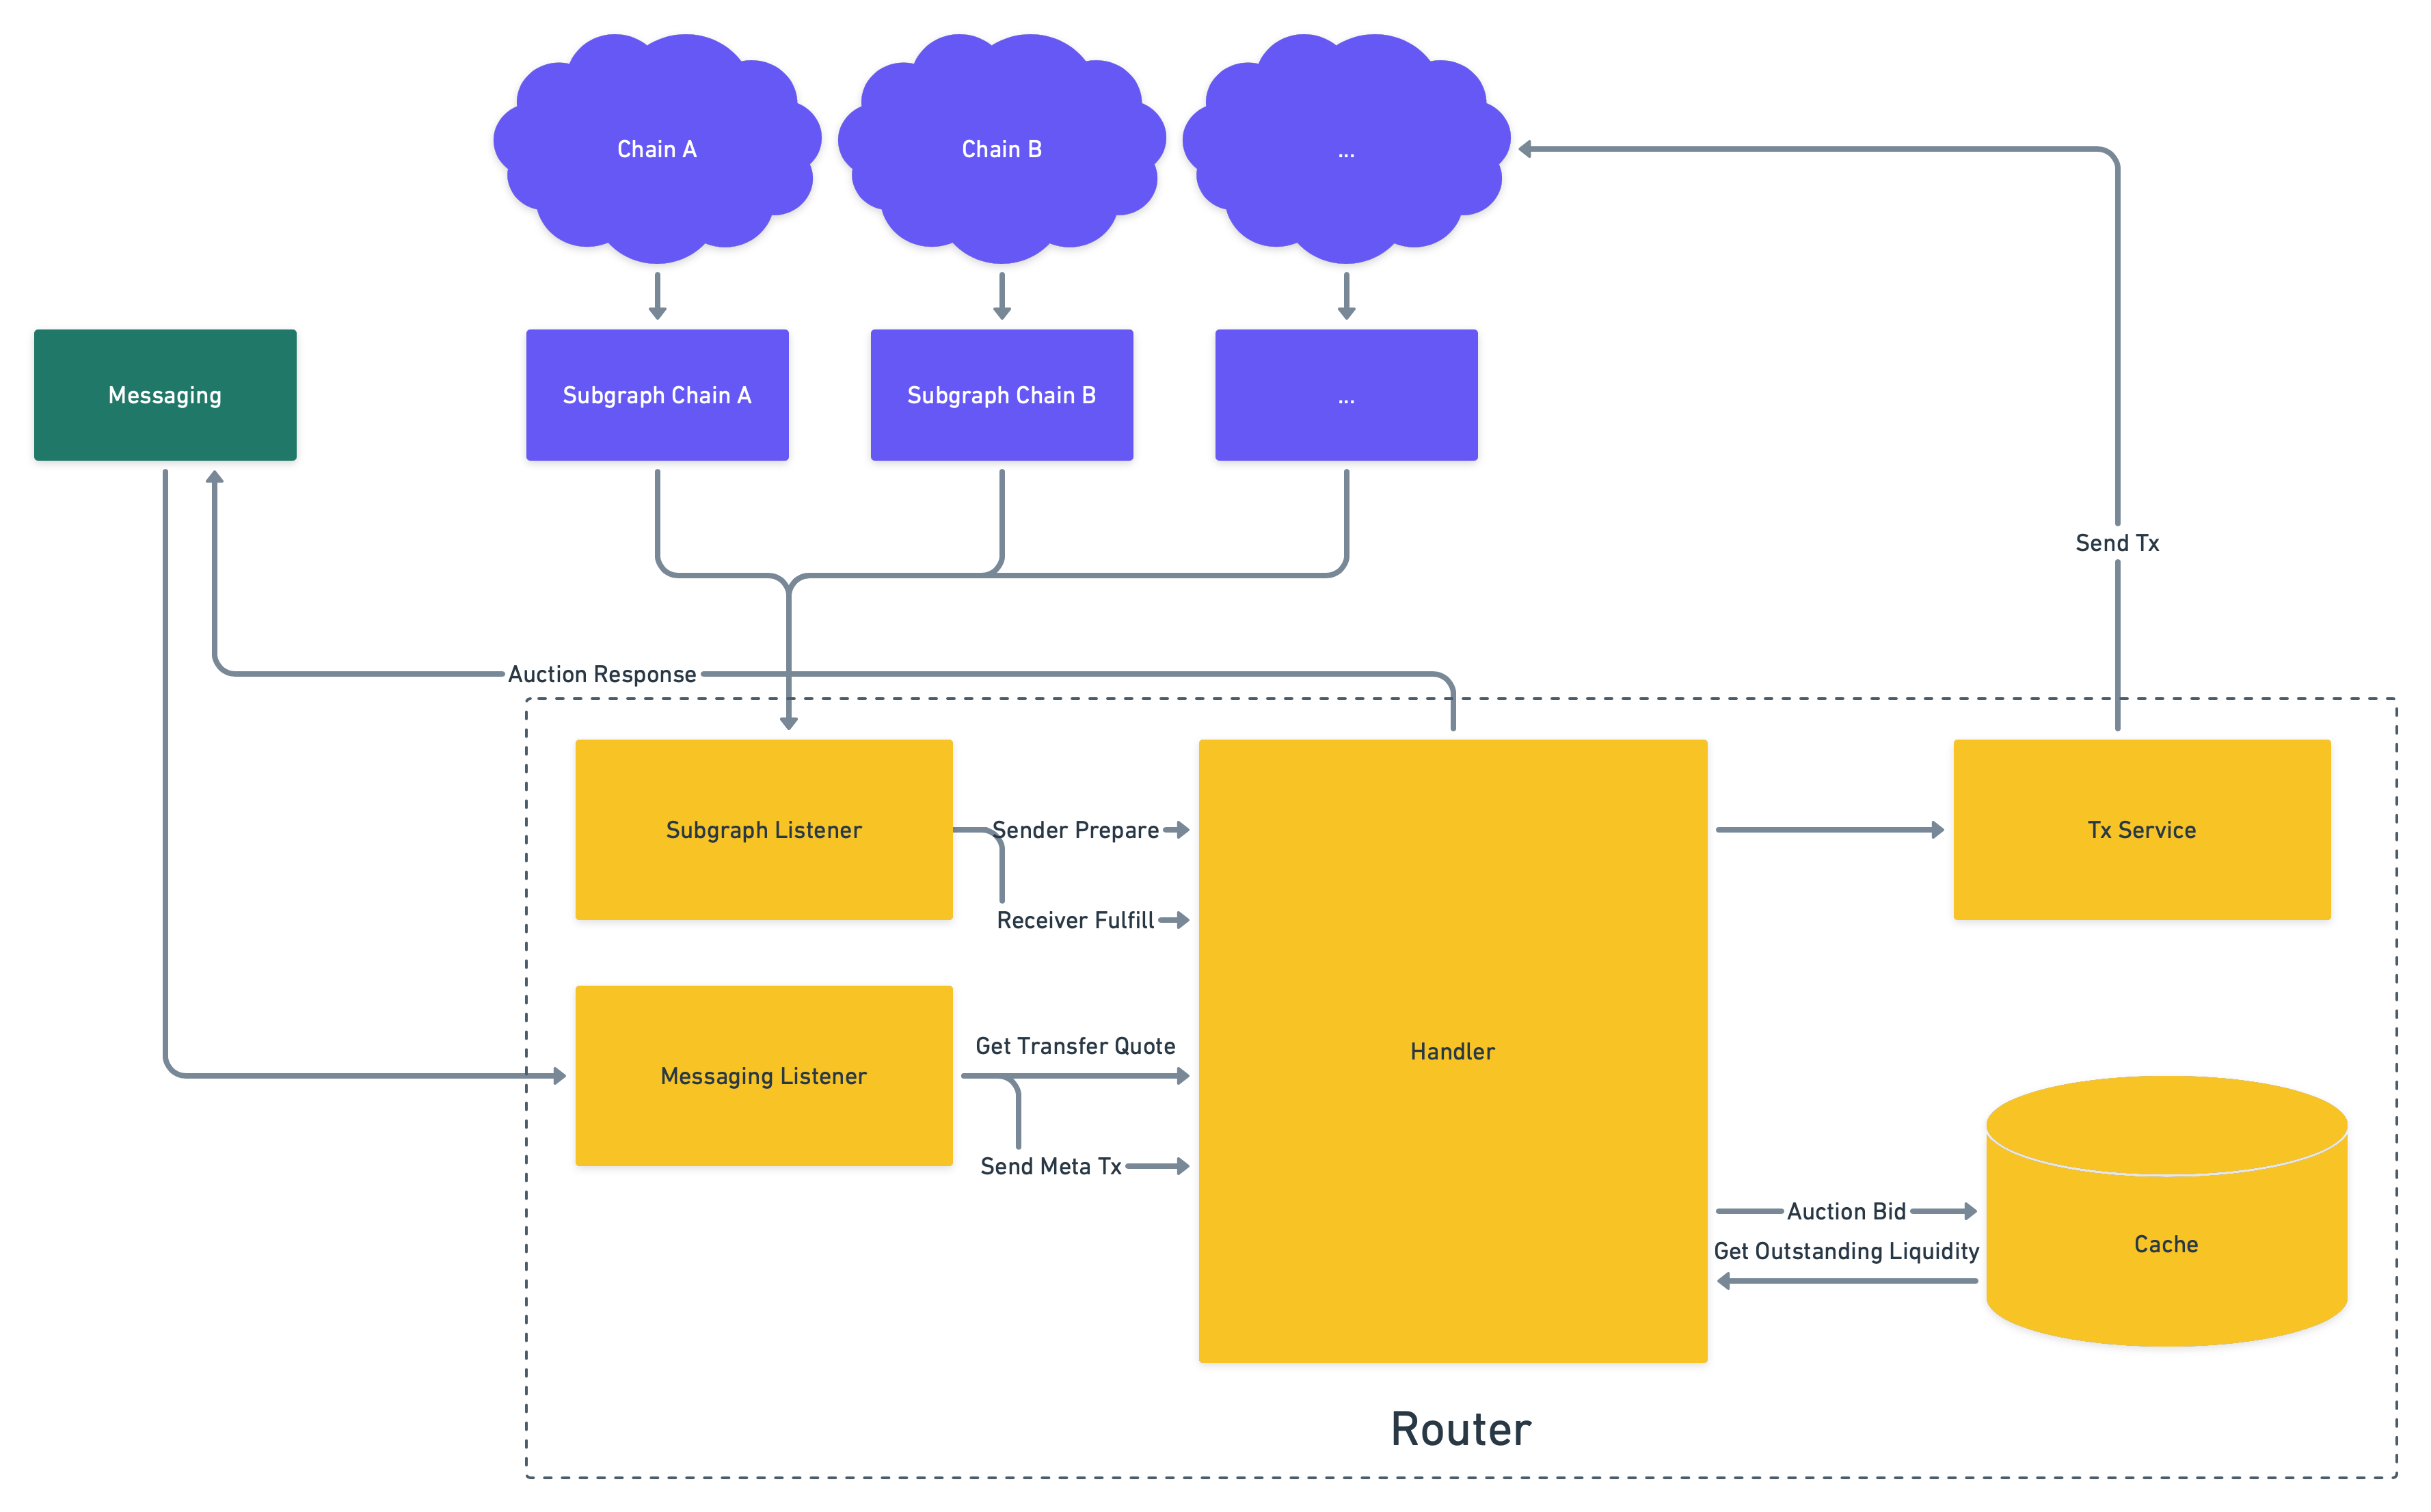 Chain A
Chain B
...
Messaging
Subgraph Chain A
Subgraph Chain B
...
Send Tx
Auction Response
Subgraph Listener
Sender Prepare
Tx Service
Receiver Fulfill
Get Transfer Quote
Handler
Messaging Listener
Send Meta Tx
Auction Bid
Cache
Get Outstanding Liquidity
Router